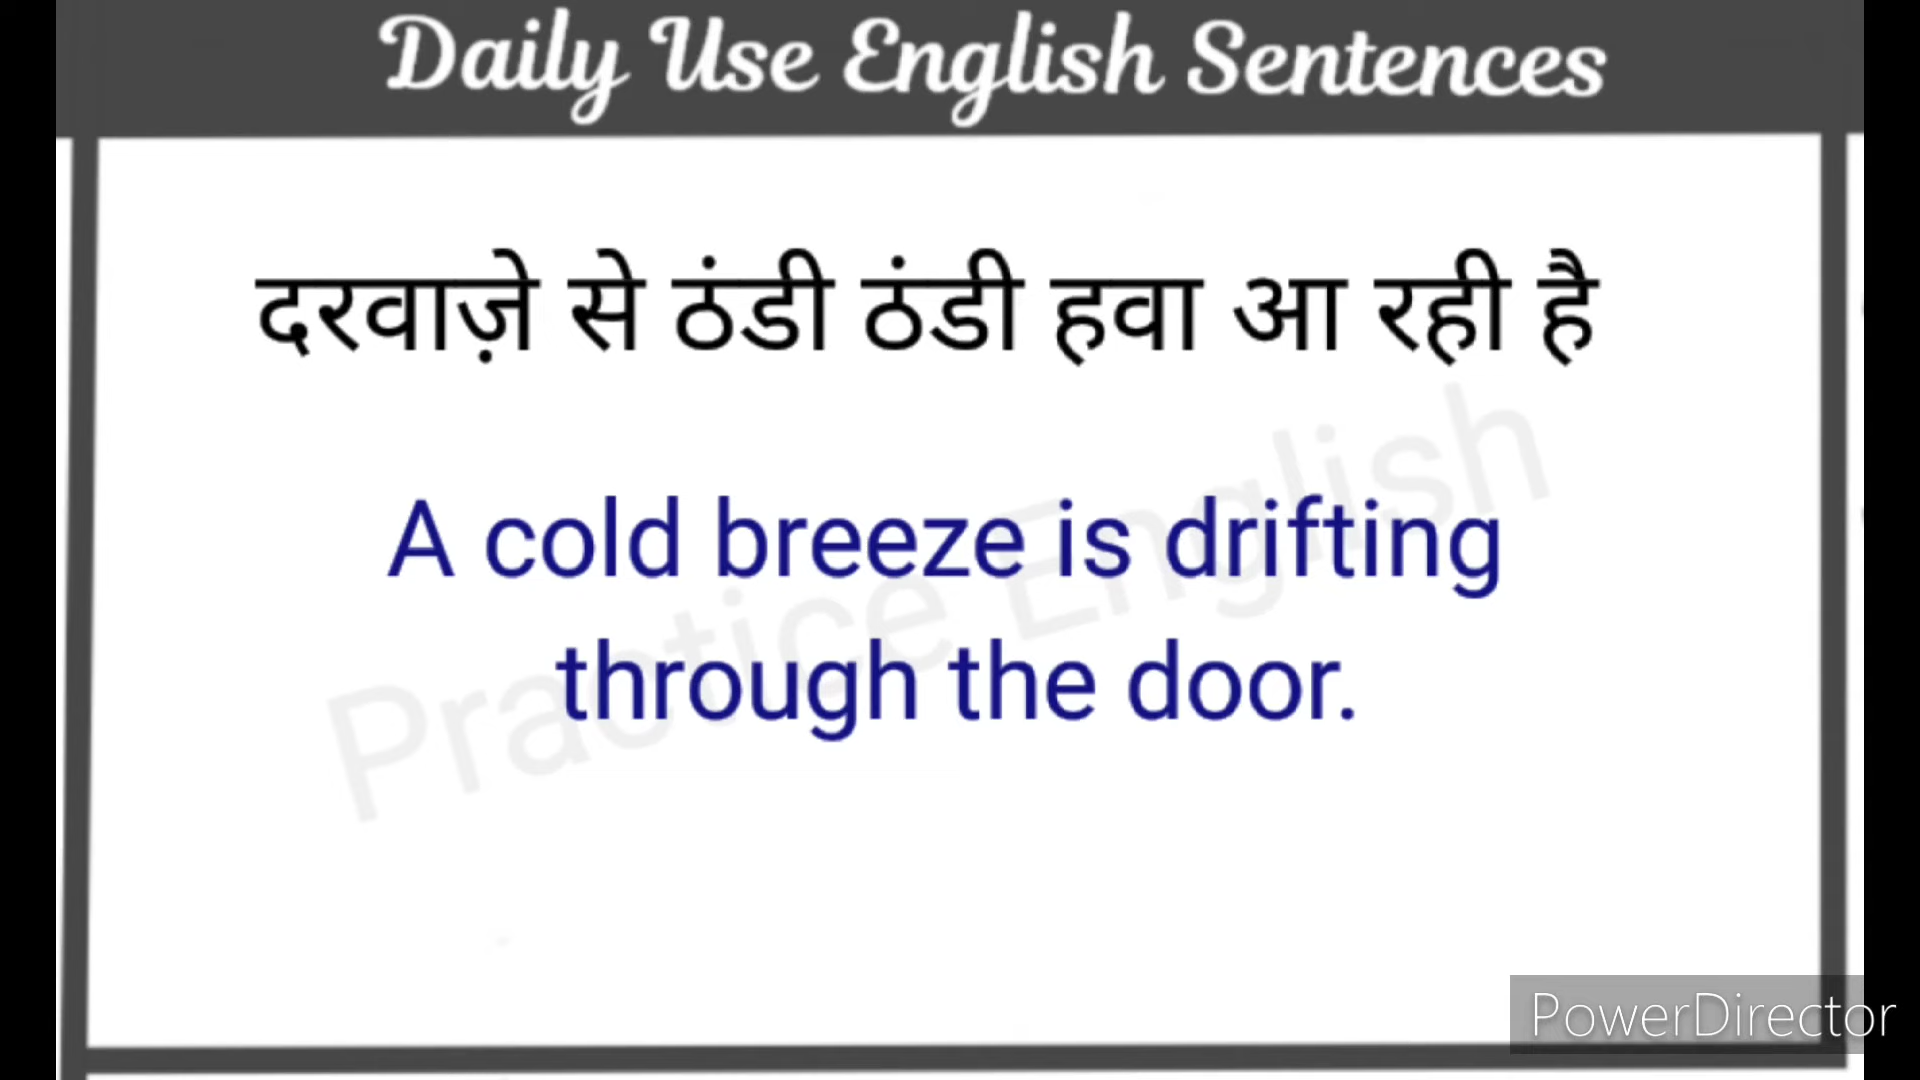 Daily Use English Sentences
दरवाज़े से ठंडी ठंडी हवा आ रही है
A cold breeze is drifting
through the door.
Practice English
PowerDirector